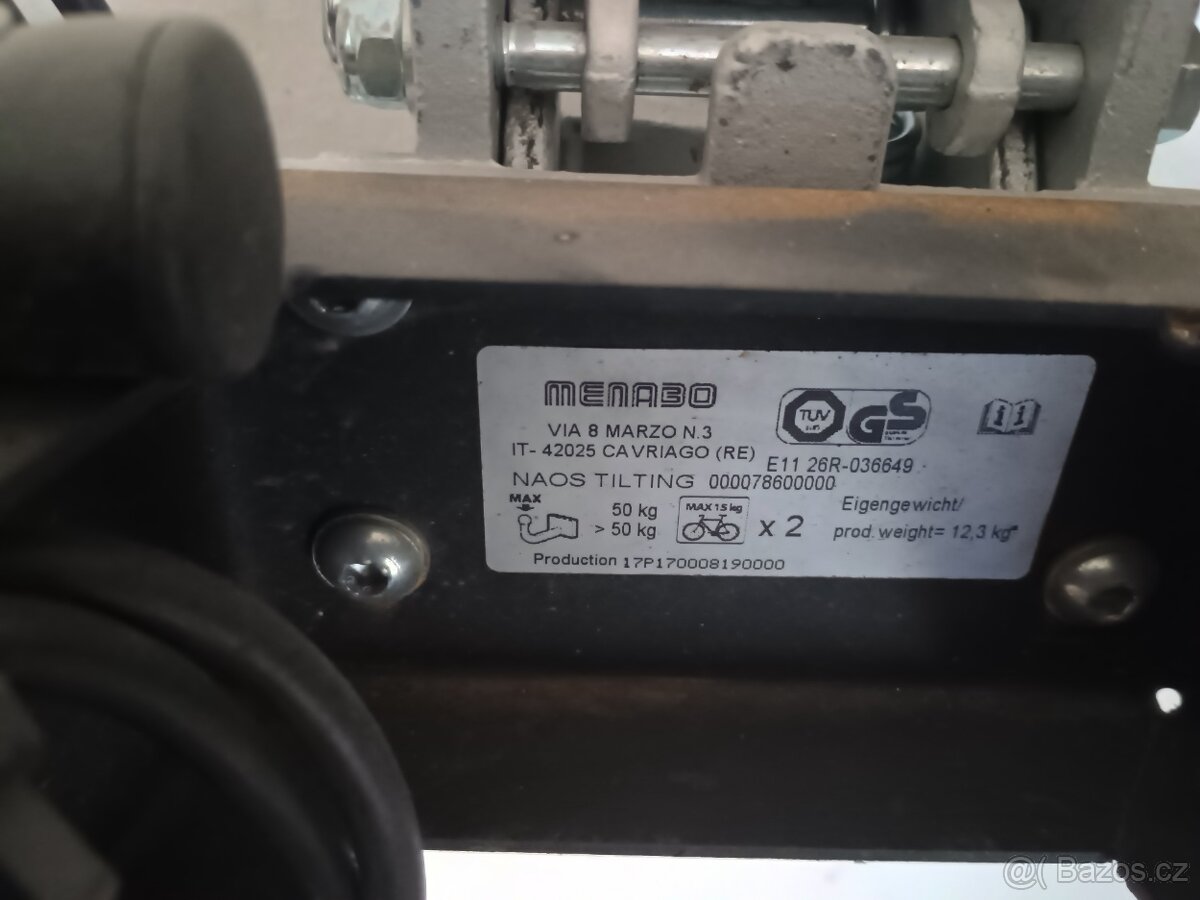 MENABO
VIA 8 MARZO N.3
IT- 42025 CAVRIAGO (RE)
TUV
GS
E11 26R-036649
NAOS TILTING 000078600000
MAX
50 kg
> 50 kg
MAX 15 kg
x 2
Eigengewicht/
prod. weight= 12,3 kg*
Production 17P170008190000
@( Bazos.cz